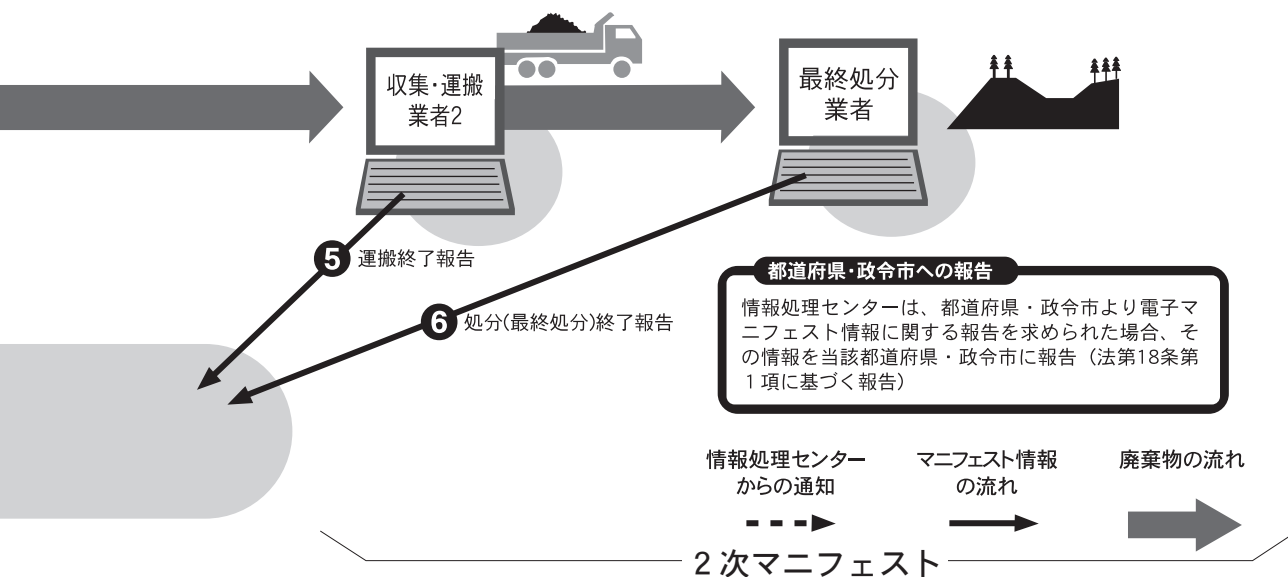 収集・運搬
業者2
最終処分
業者
5 運搬終了報告
6 処分(最終処分)終了報告
都道府県・政令市への報告
情報処理センターは、都道府県・政令市より電子マ
ニフェスト情報に関する報告を求められた場合、そ
の情報を当該都道府県・政令市に報告（法第18条第
１項に基づく報告）
情報処理センター
からの通知
マニフェスト情報
の流れ
廃棄物の流れ
２次マニフェスト